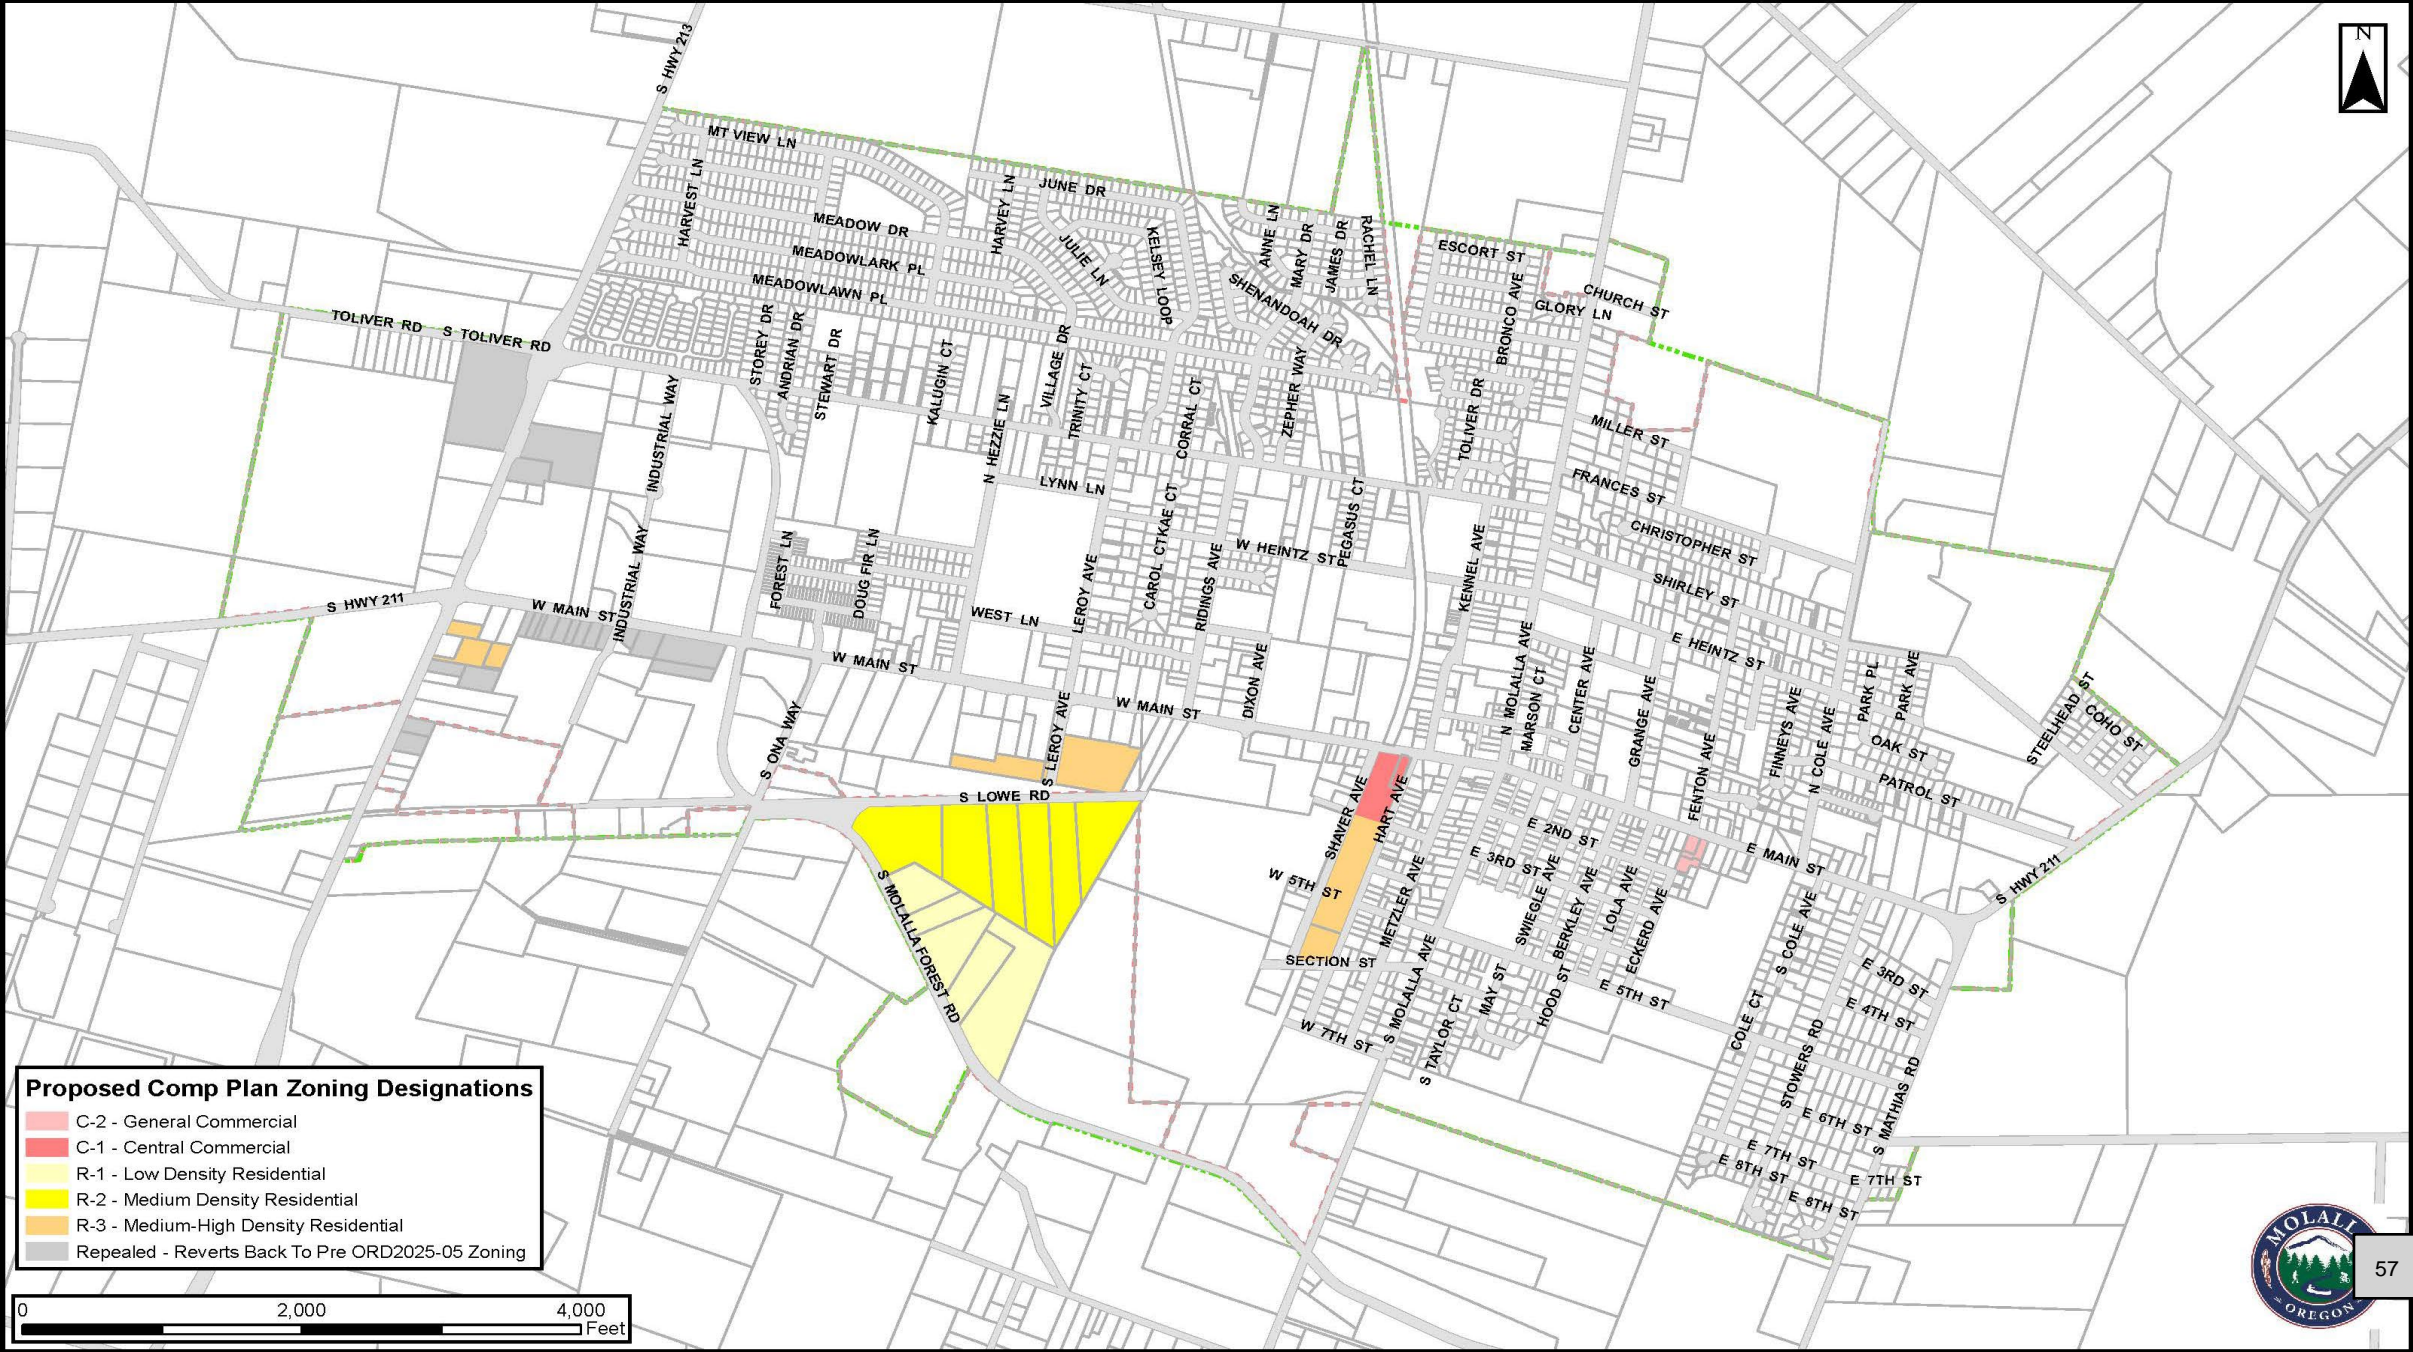 N
S HWY 213
MT VIEW LN
HARVEST LN
JUNE DR
HARVEY LN
MEADOW DR
JULIE LN
KELSEY LOOP
ANNE LN
MARY DR
JAMES DR
RACHEL LN
ESCORT ST
MEADOWLARK PL
MEADOWLAWN PL
SHENANDOAH DR
BRONCO AVE
CHURCH ST
GLORY LN
TOLIVER RD
S TOLIVER RD
STOREY DR
ANDRIAN DR
STEWART DR
KALUGIN CT
VILLAGE DR
TRINITY CT
CORRAL CT
ZEPHER WAY
TOLIVER DR
INDUSTRIAL WAY
N HEZZIE LN
MILLER ST
LYNN LN
FRANCES ST
PEGASUS CT
INDUSTRIAL WAY
FOREST LN
DOUG FIR LN
LEROY AVE
CAROL CT
KAE CT
RIDINGS AVE
W HEINTZ ST
KENNEL AVE
CHRISTOPHER ST
SHIRLEY ST
S HWY 211
W MAIN ST
WEST LN
E HEINTZ ST
W MAIN ST
DIXON AVE
N MOLALLA AVE
MARSON CT
CENTER AVE
GRANGE AVE
FINNEYS AVE
N COLE AVE
PARK PL
PARK AVE
STEELHEAD ST
COHO ST
S LEROY AVE
W MAIN ST
S ONA WAY
FENTON AVE
OAK ST
PATROL ST
S LOWE RD
SHAVER AVE
HART AVE
E 2ND ST
E 3RD ST
E MAIN ST
S HWY 211
W 5TH ST
METZLER AVE
SWIEGLE AVE
BERKLEY AVE
LOLA AVE
ECKERD AVE
S COLE AVE
S MOLALLA FOREST RD
SECTION ST
S MOLALLA AVE
MAY ST
HOOD ST
E 5TH ST
E 3RD ST
E 4TH ST
COLE CT
STOWERS RD
W 7TH ST
S TAYLOR CT
S MATHIAS RD
E 6TH ST
E 7TH ST
E 8TH ST
E 7TH ST
E 8TH ST
Proposed Comp Plan Zoning Designations
C-2 - General Commercial
C-1 - Central Commercial
R-1 - Low Density Residential
R-2 - Medium Density Residential
R-3 - Medium-High Density Residential
Repealed - Reverts Back To Pre ORD2025-05 Zoning
0 2,000 4,000
Feet
OREGON
57